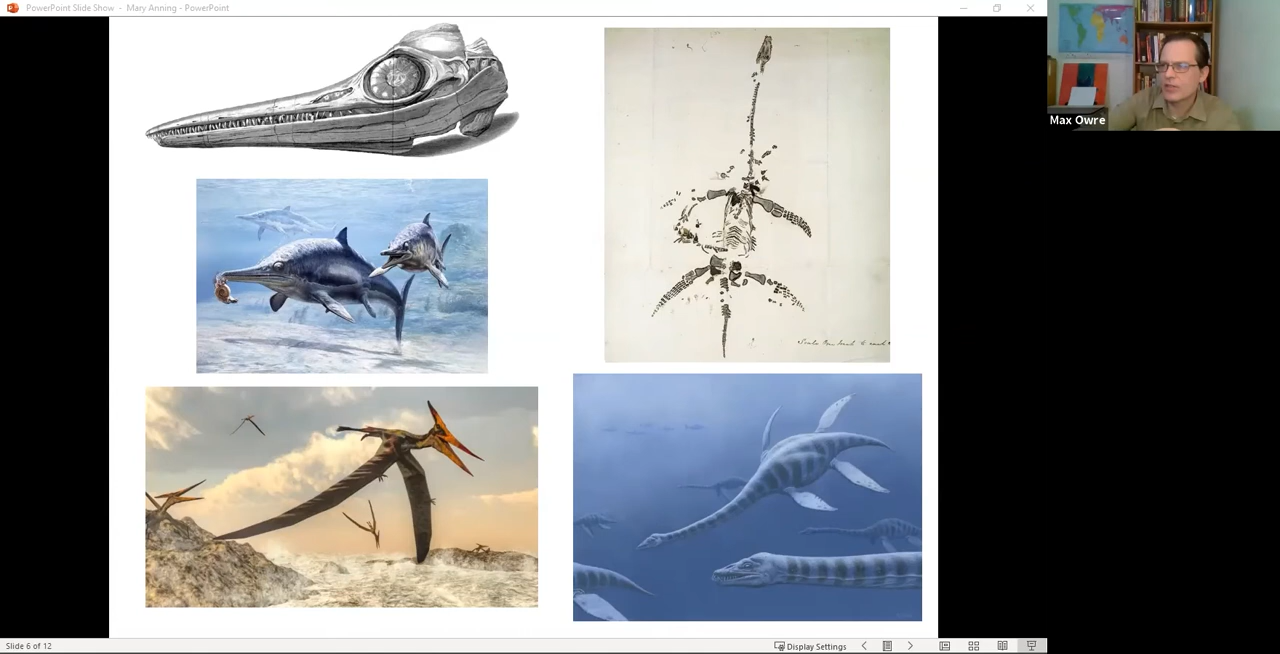 PowerPoint Slide Show - Mary Anning - PowerPoint
Max Owre
Slide 6 of 12
Display Settings